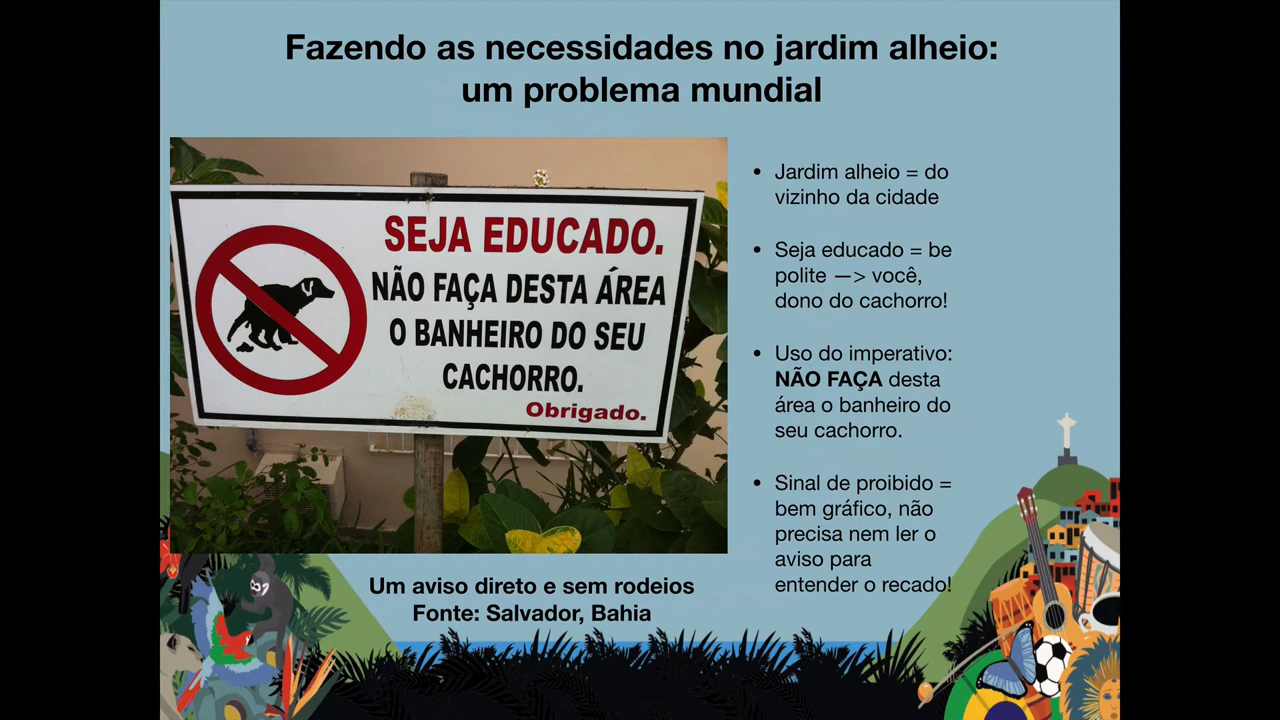 Fazendo as necessidades no jardim alheio:
um problema mundial
SEJA EDUCADO.
NÃO FAÇA DESTA ÁREA
O BANHEIRO DO SEU
CACHORRO.
Obrigado.
• Jardim alheio = do
vizinho da cidade
• Seja educado = be
polite —> você,
dono do cachorro!
• Uso do imperativo:
NÃO FAÇA desta
área o banheiro do
seu cachorro.
• Sinal de proibido =
bem gráfico, não
precisa nem ler o
aviso para
entender o recado!
Um aviso direto e sem rodeios
Fonte: Salvador, Bahia